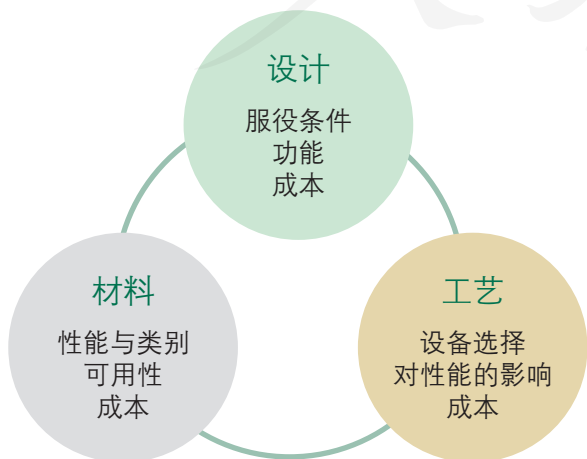 设计
服役条件
功能
成本
材料
性能与类别
可用性
成本
工艺
设备选择
对性能的影响
成本